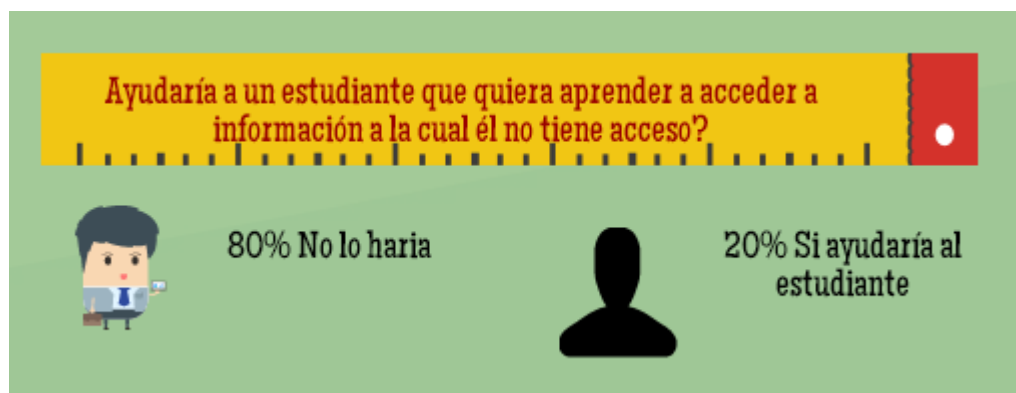 Ayudaría a un estudiante que quiera aprender a acceder a
información a la cual él no tiene acceso?
80% No lo haria
20% Si ayudaría al
estudiante